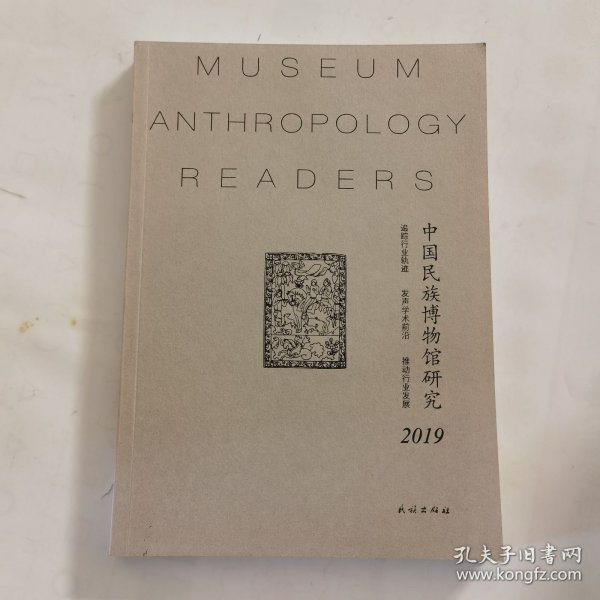 MUSEUM
ANTHROPOLOGY
READERS
中国民族博物馆研究
2019
追踪行业轨迹 发声学术前沿 推动行业发展
民族出版社
孔夫子旧书网
www.kongfz.com